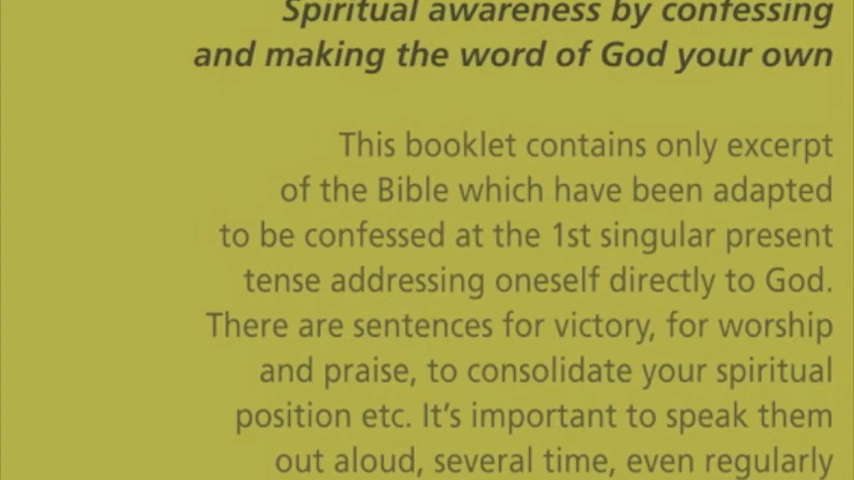 Spiritual awareness by confessing
and making the word of God your own
This booklet contains only excerpt
of the Bible which have been adapted
to be confessed at the 1st singular present
tense addressing oneself directly to God.
There are sentences for victory, for worship
and praise, to consolidate your spiritual
position etc. It's important to speak them
out aloud, several time, even regularly